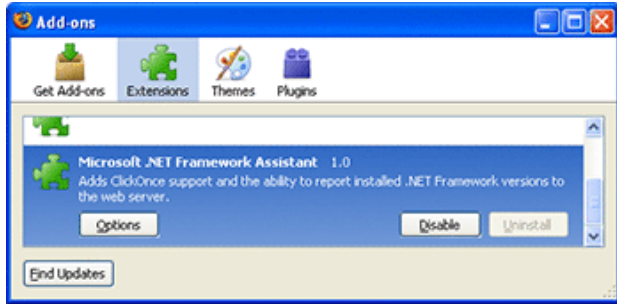 Add-ons
Get Add-ons Extensions Themes Plugins
Microsoft .NET Framework Assistant 1.0
Adds ClickOnce support and the ability to report installed .NET Framework versions to
the web server.
Options Disable Uninstall
Find Updates